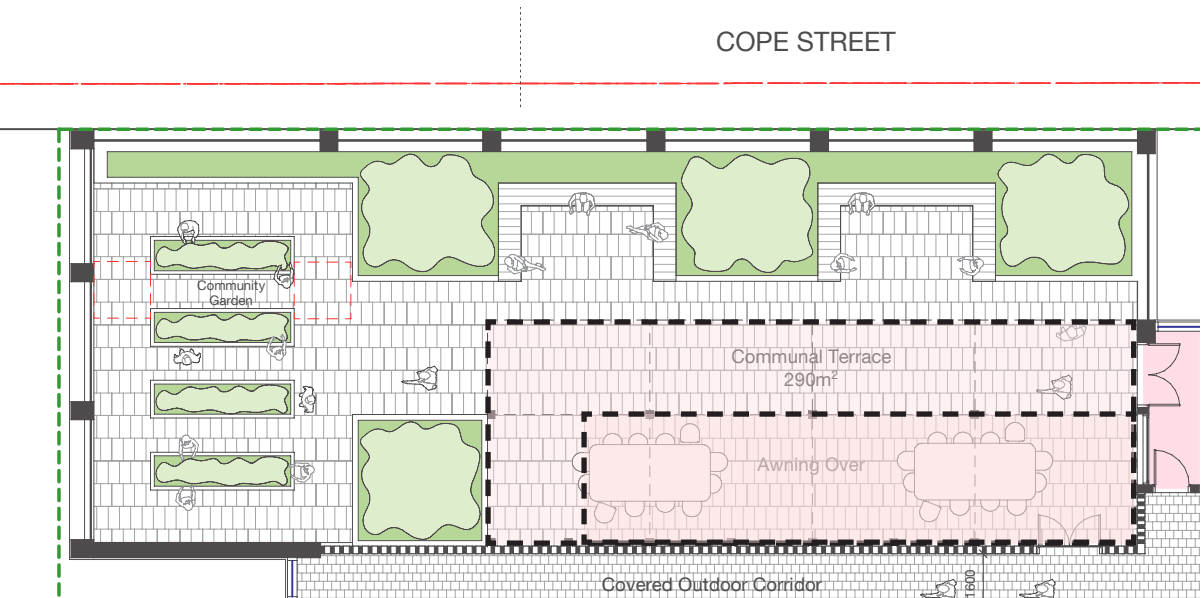 COPE STREET
Community
Garden
Communal Terrace
290m²
Awning Over
Covered Outdoor Corridor
1600